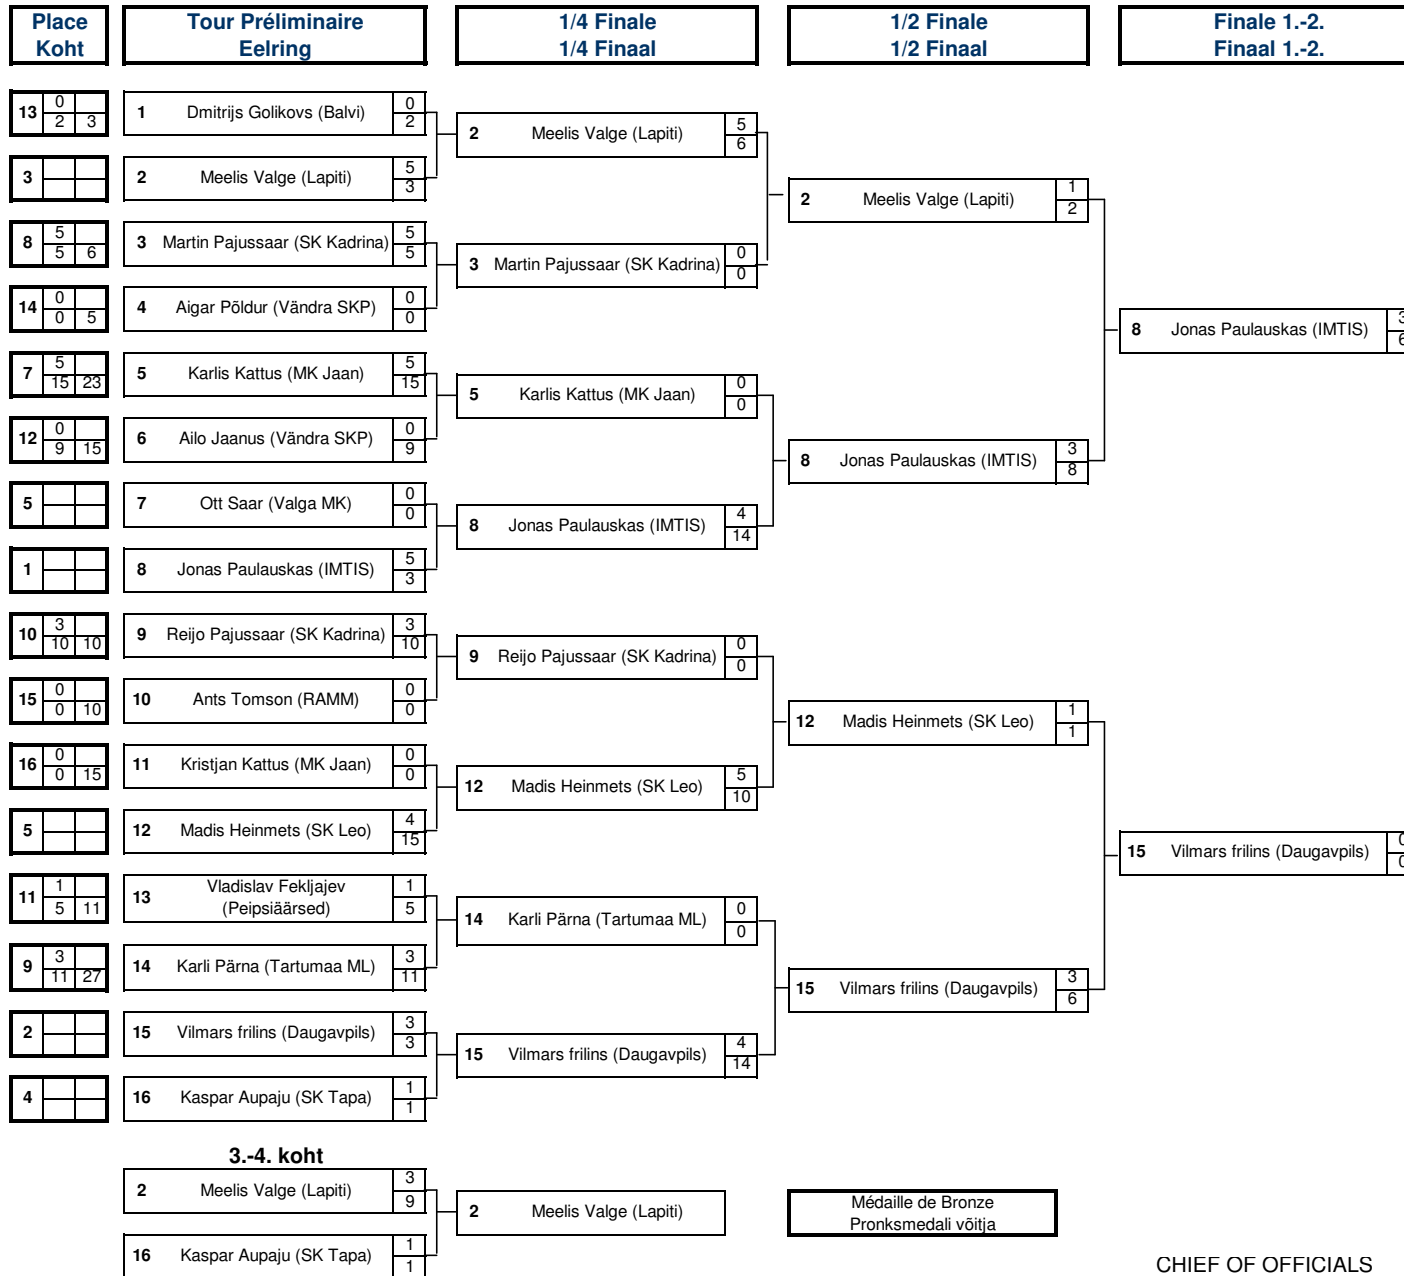 Place Tour Préliminaire 1/4 Finale 1/2 Finale Finale 1.-2.
Koht Eelring 1/4 Finaal 1/2 Finaal Finaal 1.-2.
13 0 2 3 1 Dmitrijs Golikovs (Balvi) 0 2
2 Meelis Valge (Lapiti) 5 6
3 2 Meelis Valge (Lapiti) 5 3
2 Meelis Valge (Lapiti) 1 2
8 5 5 6 3 Martin Pajussaar (SK Kadrina) 5 5
3 Martin Pajussaar (SK Kadrina) 0 0
14 0 0 5 4 Aigar Põldur (Vändra SKP) 0 0
8 Jonas Paulauskas (IMTIS) 3 6
7 5 15 23 5 Karlis Kattus (MK Jaan) 5 15
5 Karlis Kattus (MK Jaan) 0 0
12 0 9 15 6 Ailo Jaanus (Vändra SKP) 0 9
8 Jonas Paulauskas (IMTIS) 3 8
5 7 Ott Saar (Valga MK) 0 0
8 Jonas Paulauskas (IMTIS) 4 14
1 8 Jonas Paulauskas (IMTIS) 5 3
10 3 10 10 9 Reijo Pajussaar (SK Kadrina) 3 10
9 Reijo Pajussaar (SK Kadrina) 0 0
15 0 0 10 10 Ants Tomson (RAMM) 0 0
12 Madis Heinmets (SK Leo) 1 1
16 0 0 15 11 Kristjan Kattus (MK Jaan) 0 0
12 Madis Heinmets (SK Leo) 5 10
5 12 Madis Heinmets (SK Leo) 4 15
15 Vilmars frilins (Daugavpils) 0 0
11 1 5 11 13 Vladislav Fekljajev 1 5
(Peipsiäärsed)
14 Karli Pärna (Tartumaa ML) 0 0
9 3 11 27 14 Karli Pärna (Tartumaa ML) 3 11
15 Vilmars frilins (Daugavpils) 3 6
2 15 Vilmars frilins (Daugavpils) 3 3
15 Vilmars frilins (Daugavpils) 4 14
4 16 Kaspar Aupaju (SK Tapa) 1 1
3.-4. koht
2 Meelis Valge (Lapiti) 3 9
2 Meelis Valge (Lapiti)
Médaille de Bronze
Pronksmedali võitja
16 Kaspar Aupaju (SK Tapa) 1 1
CHIEF OF OFFICIALS